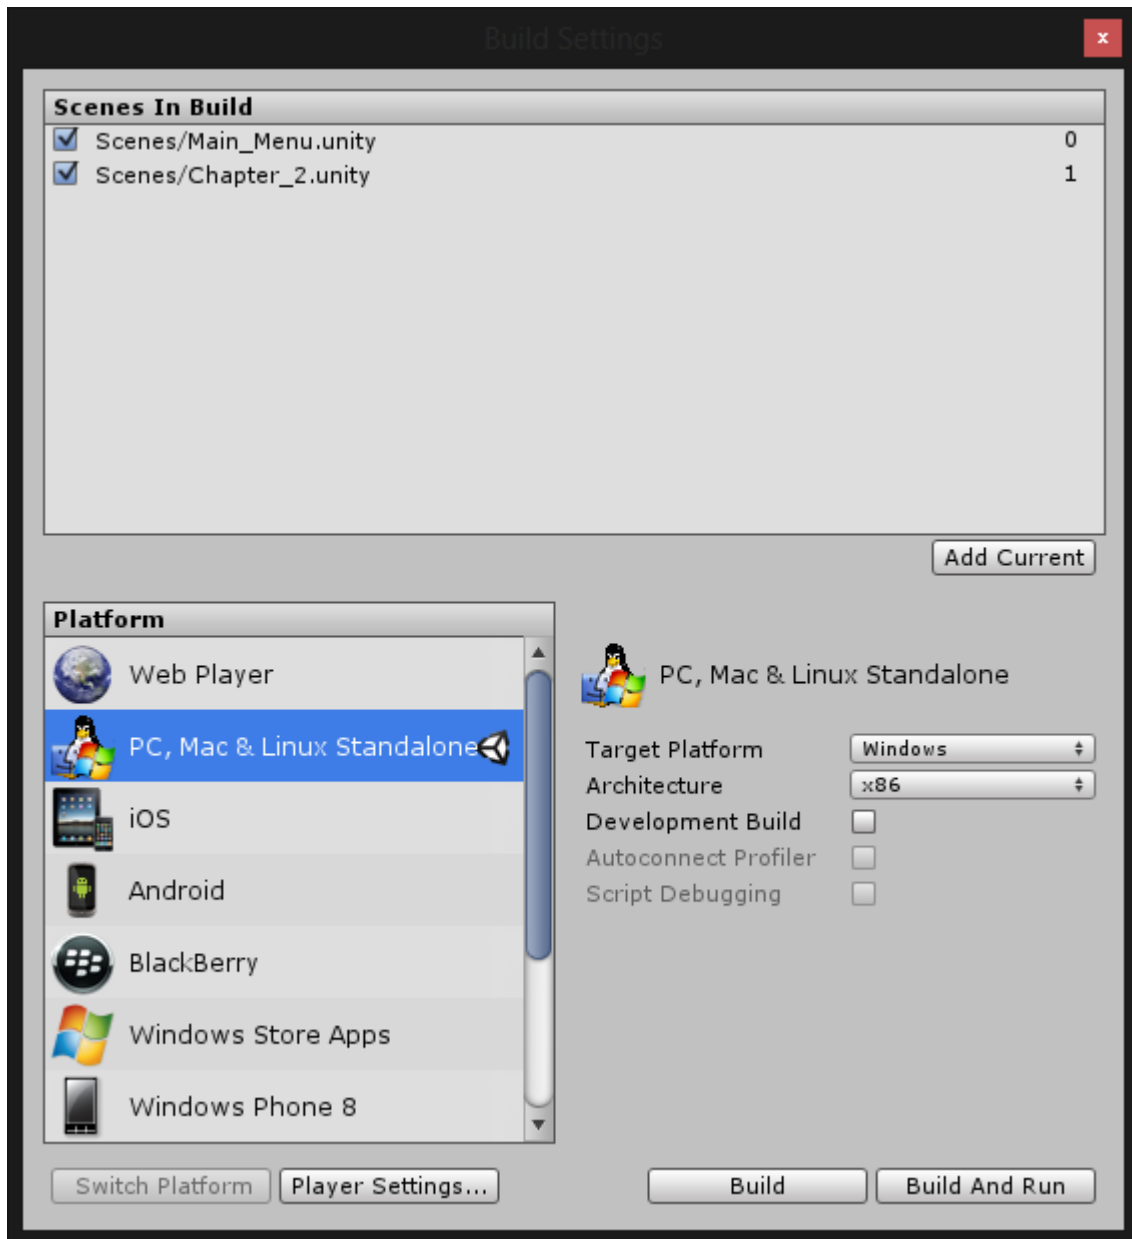 Build Settings
x
Scenes In Build
Scenes/Main_Menu.unity 0
Scenes/Chapter_2.unity 1
Add Current
Platform
Web Player
PC, Mac & Linux Standalone
iOS
Android
BlackBerry
Windows Store Apps
Windows Phone 8
PC, Mac & Linux Standalone
Target Platform Windows
Architecture x86
Development Build
Autoconnect Profiler
Script Debugging
Switch Platform Player Settings... Build Build And Run